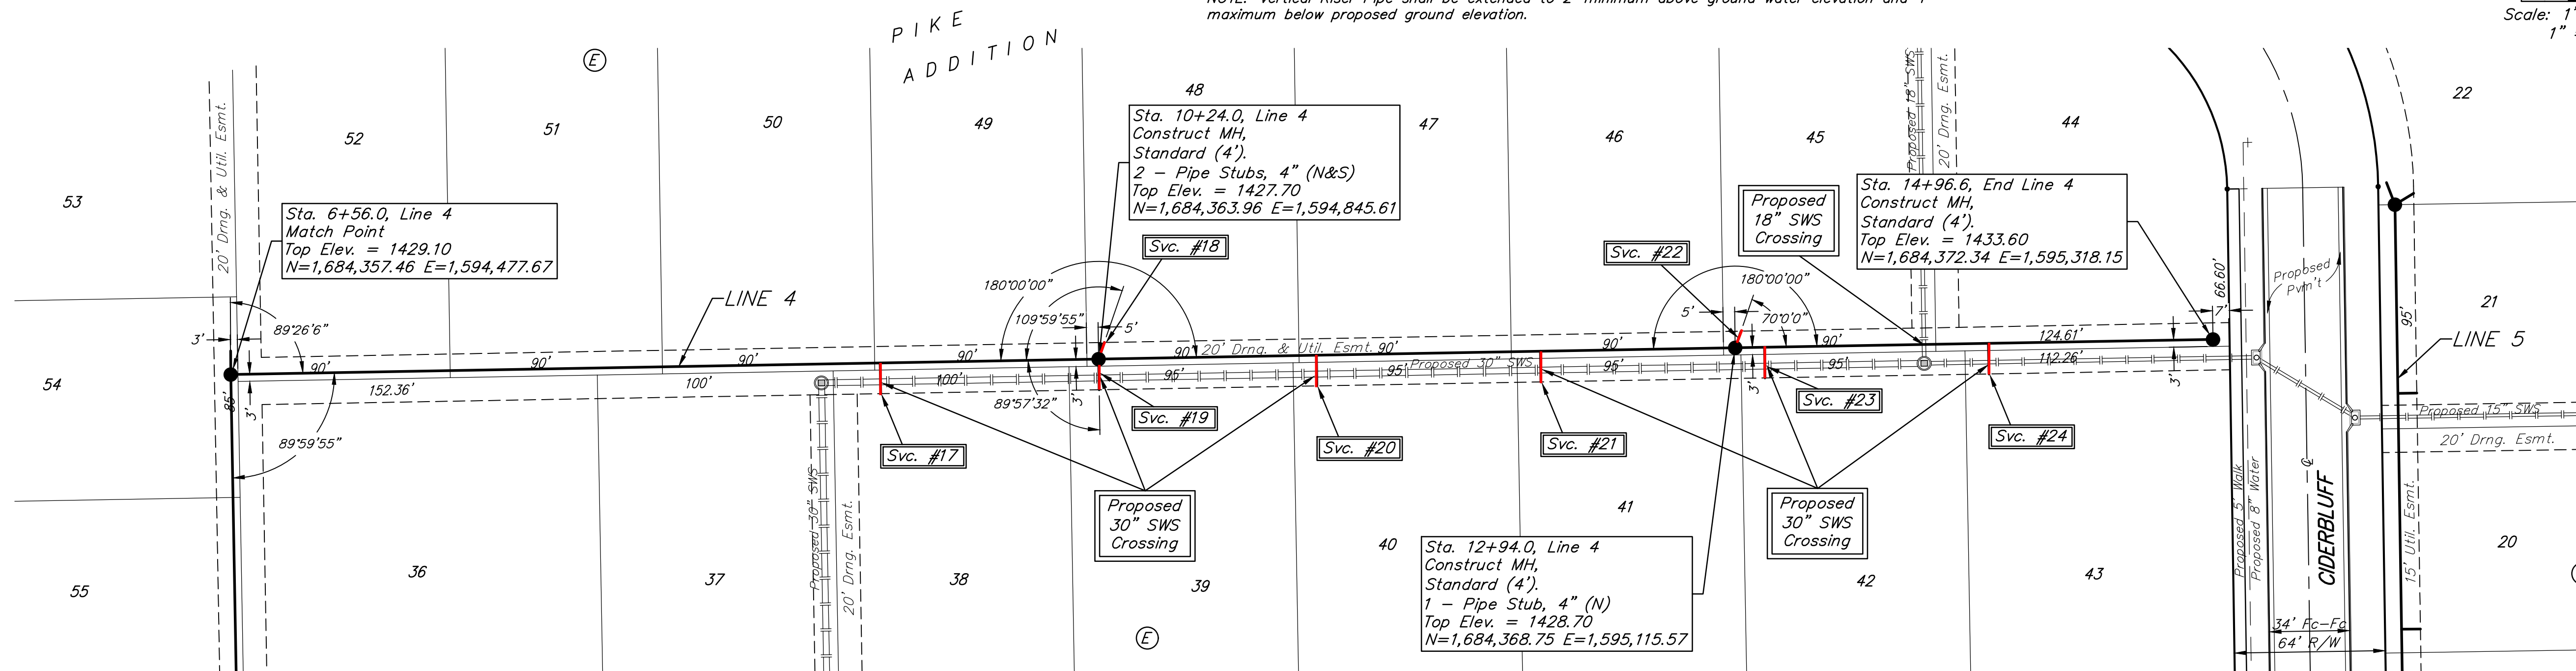 NOTE: Vertical Riser Pipe shall be extended to 2' minimum above ground water elevation and 4'
maximum below proposed ground elevation.
Scale: 1"
1"
PIKE
ADDITION
E
53
52
51
50
49
48
47
46
45
44
22
21
20
54
55
36
37
38
39
40
41
42
43
E
20' Drng. & Util. Esmt.
Sta. 6+56.0, Line 4
Match Point
Top Elev. = 1429.10
N=1,684,357.46 E=1,594,477.67
Sta. 10+24.0, Line 4
Construct MH,
Standard (4').
2 - Pipe Stubs, 4" (N&S)
Top Elev. = 1427.70
N=1,684,363.96 E=1,594,845.61
Sta. 14+96.6, End Line 4
Construct MH,
Standard (4').
Top Elev. = 1433.60
N=1,684,372.34 E=1,595,318.15
Sta. 12+94.0, Line 4
Construct MH,
Standard (4').
1 - Pipe Stub, 4" (N)
Top Elev. = 1428.70
N=1,684,368.75 E=1,595,115.57
Proposed
18" SWS
Crossing
Proposed 18" SWS
20' Drng. Esmt.
Svc. #18
Svc. #22
Svc. #17
Svc. #19
Svc. #20
Svc. #21
Svc. #23
Svc. #24
Proposed
30" SWS
Crossing
Proposed
30" SWS
Crossing
LINE 4
LINE 5
89°26'6"
89°59'55"
180°00'00"
109°59'55"
89°57'32"
180°00'00"
70°0'0"
3'
3'
85'
5'
3'
5'
3'
3'
7'
66.60'
90'
90'
90'
90'
90'
90'
90'
90'
124.61'
152.36'
100'
100'
95'
95'
95'
95'
112.26'
20' Drng. & Util. Esmt.
Proposed 30" SWS
Proposed 30" SWS
20' Drng. Esmt.
Proposed
Pvm't
95'
Proposed 15" SWS
20' Drng. Esmt.
15' Util. Esmt.
Proposed 5' Walk
Proposed 8" Water
CIDERBLUFF
34' Fc-Fc
64' R/W